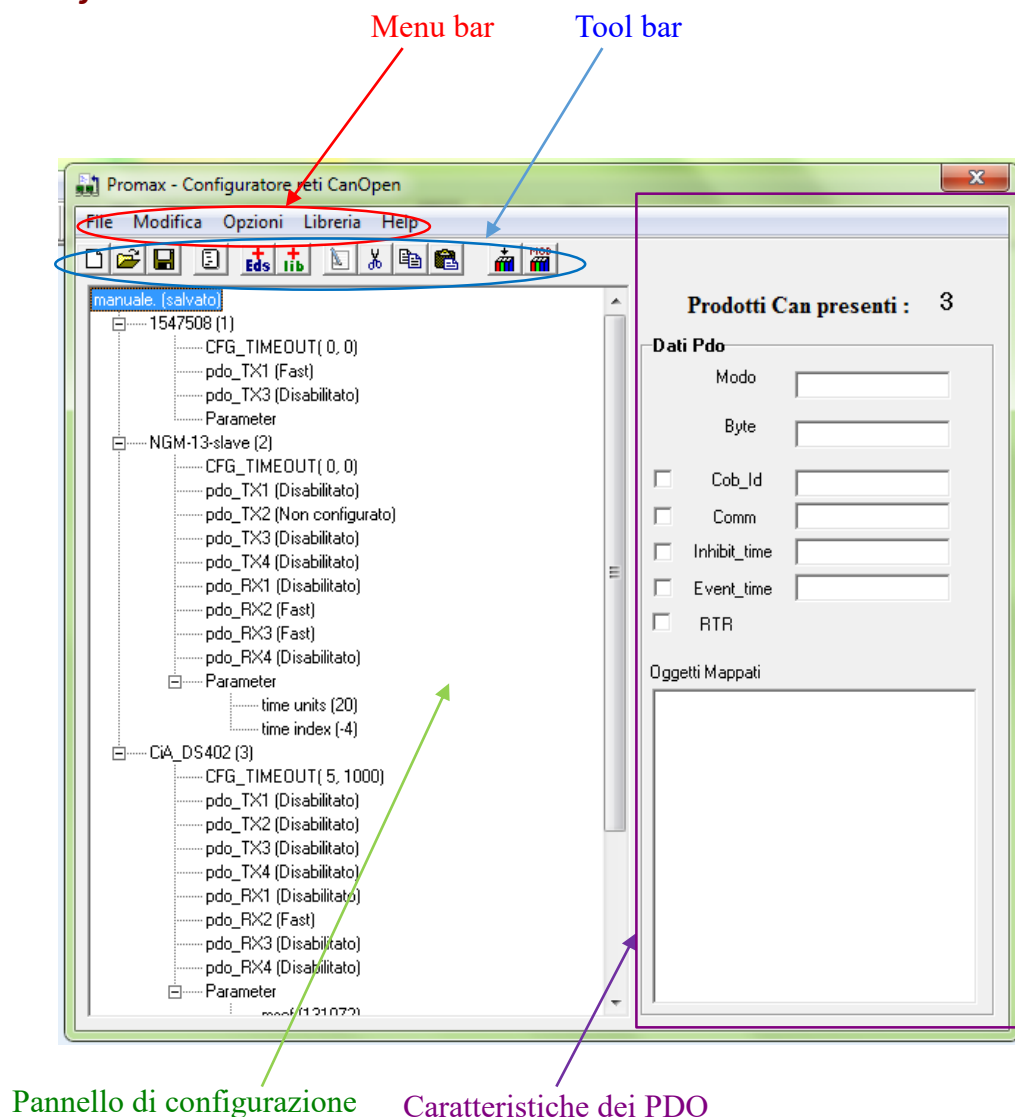 Menu bar
Tool bar
Promax - Configuratore reti CanOpen
File Modifica Opzioni Libreria Help
Eds lib MOD
manuale. (salvato)
1547508 (1)
CFG_TIMEOUT( 0, 0)
pdo_TX1 (Fast)
pdo_TX3 (Disabilitato)
Parameter
NGM-13-slave (2)
CFG_TIMEOUT( 0, 0)
pdo_TX1 (Disabilitato)
pdo_TX2 (Non configurato)
pdo_TX3 (Disabilitato)
pdo_TX4 (Disabilitato)
pdo_RX1 (Disabilitato)
pdo_RX2 (Fast)
pdo_RX3 (Fast)
pdo_RX4 (Disabilitato)
Parameter
time units (20)
time index (-4)
CiA_DS402 (3)
CFG_TIMEOUT( 5, 1000)
pdo_TX1 (Disabilitato)
pdo_TX2 (Disabilitato)
pdo_TX3 (Disabilitato)
pdo_TX4 (Disabilitato)
pdo_RX1 (Disabilitato)
pdo_RX2 (Fast)
pdo_RX3 (Disabilitato)
pdo_RX4 (Disabilitato)
Parameter
Prodotti Can presenti : 3
Dati Pdo
Modo
Byte
Cob_Id
Comm
Inhibit_time
Event_time
RTR
Oggetti Mappati
Pannello di configurazione
Caratteristiche dei PDO